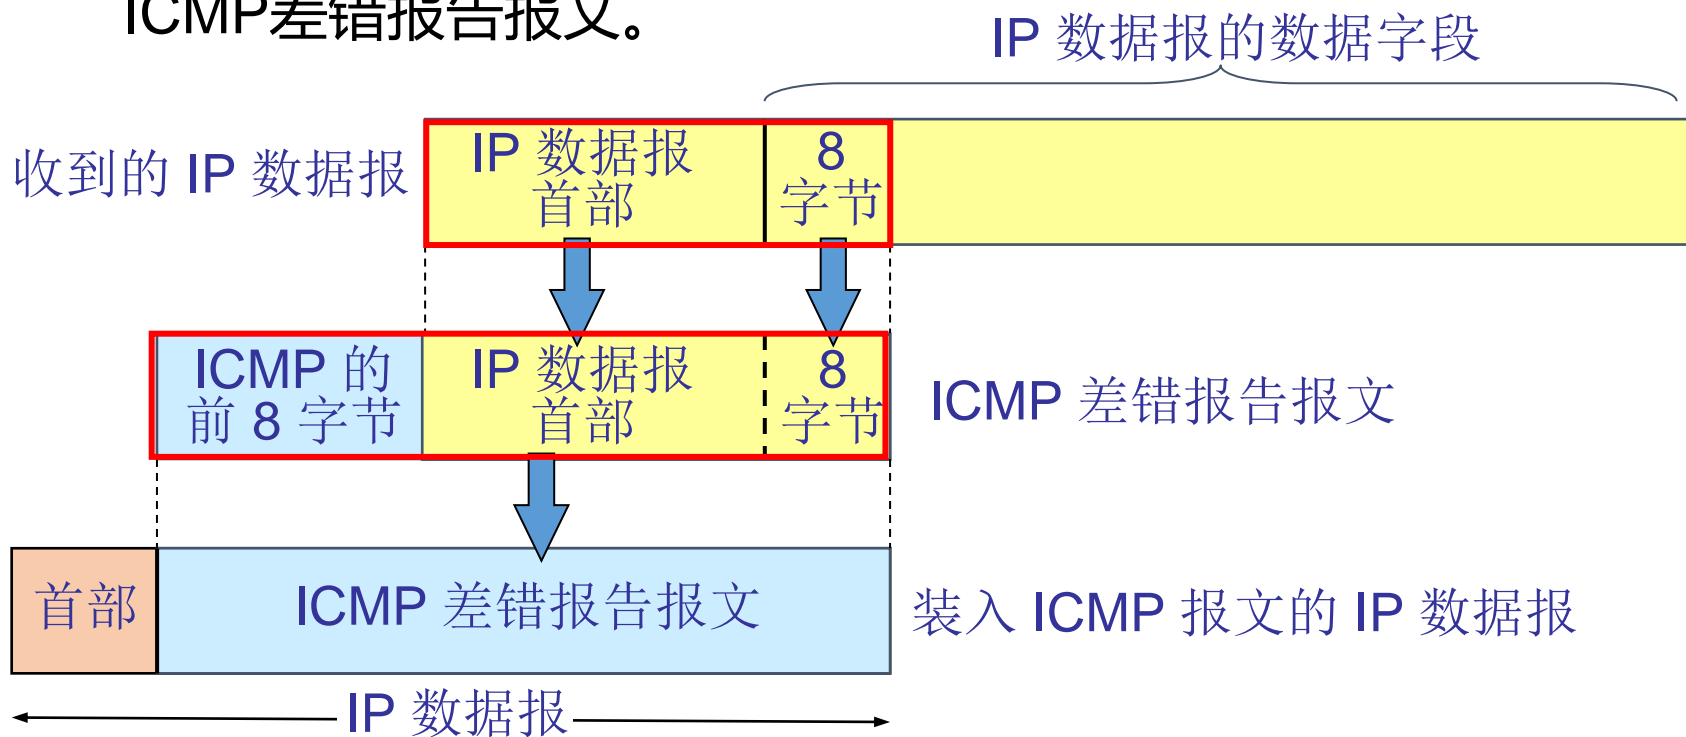 ICMP差错报告报文。
IP 数据报的数据字段
收到的 IP 数据报
IP 数据报
首部
8
字节
ICMP 的
前 8 字节
IP 数据报
首部
8
字节
ICMP 差错报告报文
首部
ICMP 差错报告报文
装入 ICMP 报文的 IP 数据报
IP 数据报